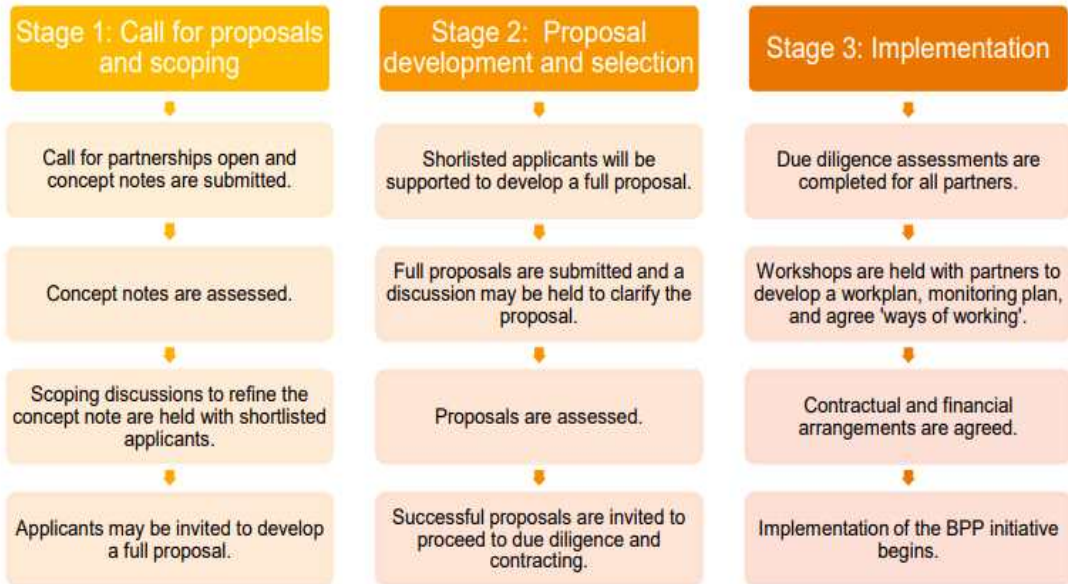 Stage 1: Call for proposals
and scoping
Call for partnerships open and
concept notes are submitted.
Concept notes are assessed.
Scoping discussions to refine the
concept note are held with shortlisted
applicants.
Applicants may be invited to develop
a full proposal.
Stage 2: Proposal
development and selection
Shortlisted applicants will be
supported to develop a full proposal.
Full proposals are submitted and a
discussion may be held to clarify the
proposal.
Proposals are assessed.
Successful proposals are invited to
proceed to due diligence and
contracting.
Stage 3: Implementation
Due diligence assessments are
completed for all partners.
Workshops are held with partners to
develop a workplan, monitoring plan,
and agree 'ways of working'.
Contractual and financial
arrangements are agreed.
Implementation of the BPP initiative
begins.